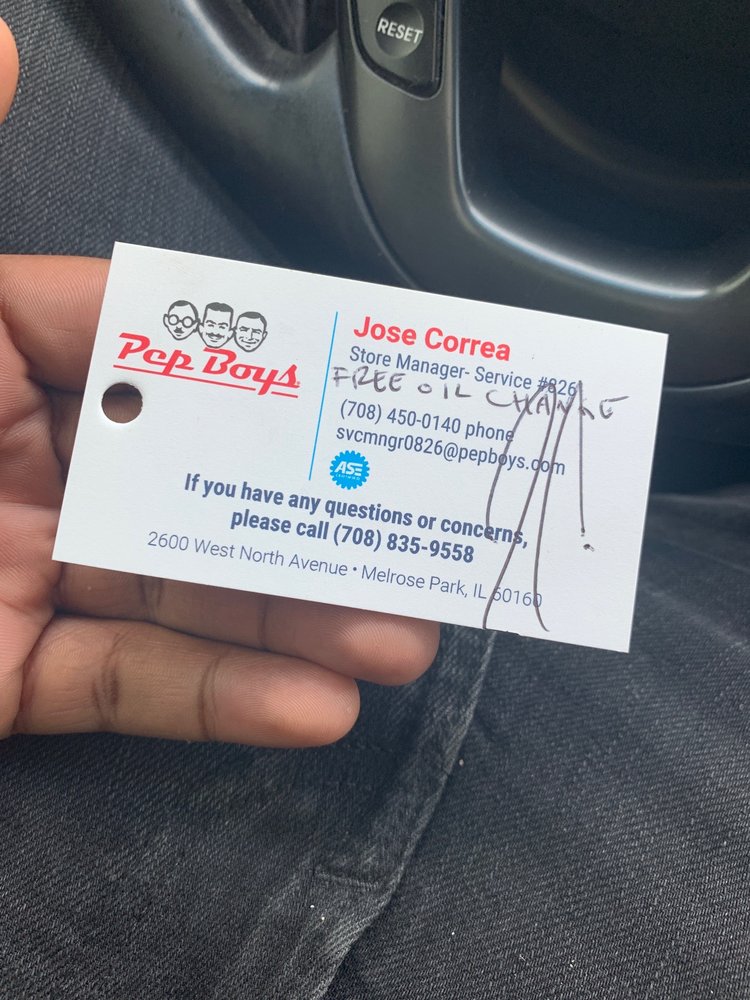 RESET
Pep Boys
Jose Correa
Store Manager- Service #826
FREE OIL CHANGE
(708) 450-0140 phone
svcmngr0826@pepboys.com
ASE
CERTIFIED
If you have any questions or concerns,
please call (708) 835-9558
2600 West North Avenue • Melrose Park, IL 60160